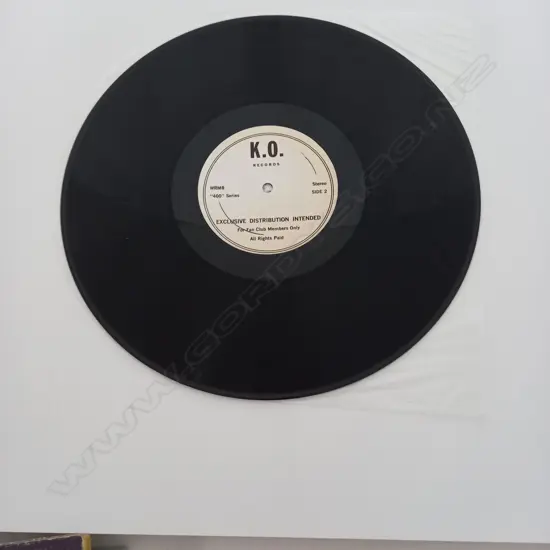 K.O.
RECORDS
WRMB Stereo
"400" Series SIDE 2
EXCLUSIVE DISTRIBUTION INTENDED
For Fan Club Members Only
All Rights Paid